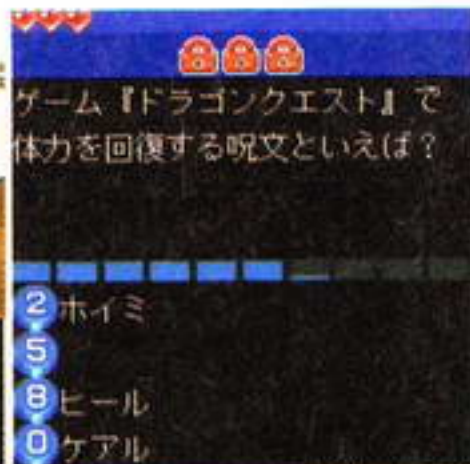 ゲーム『ドラゴンクエスト』で
体力を回復する呪文といえば？
2 ホイミ
5
8 ヒール
0 ケアル